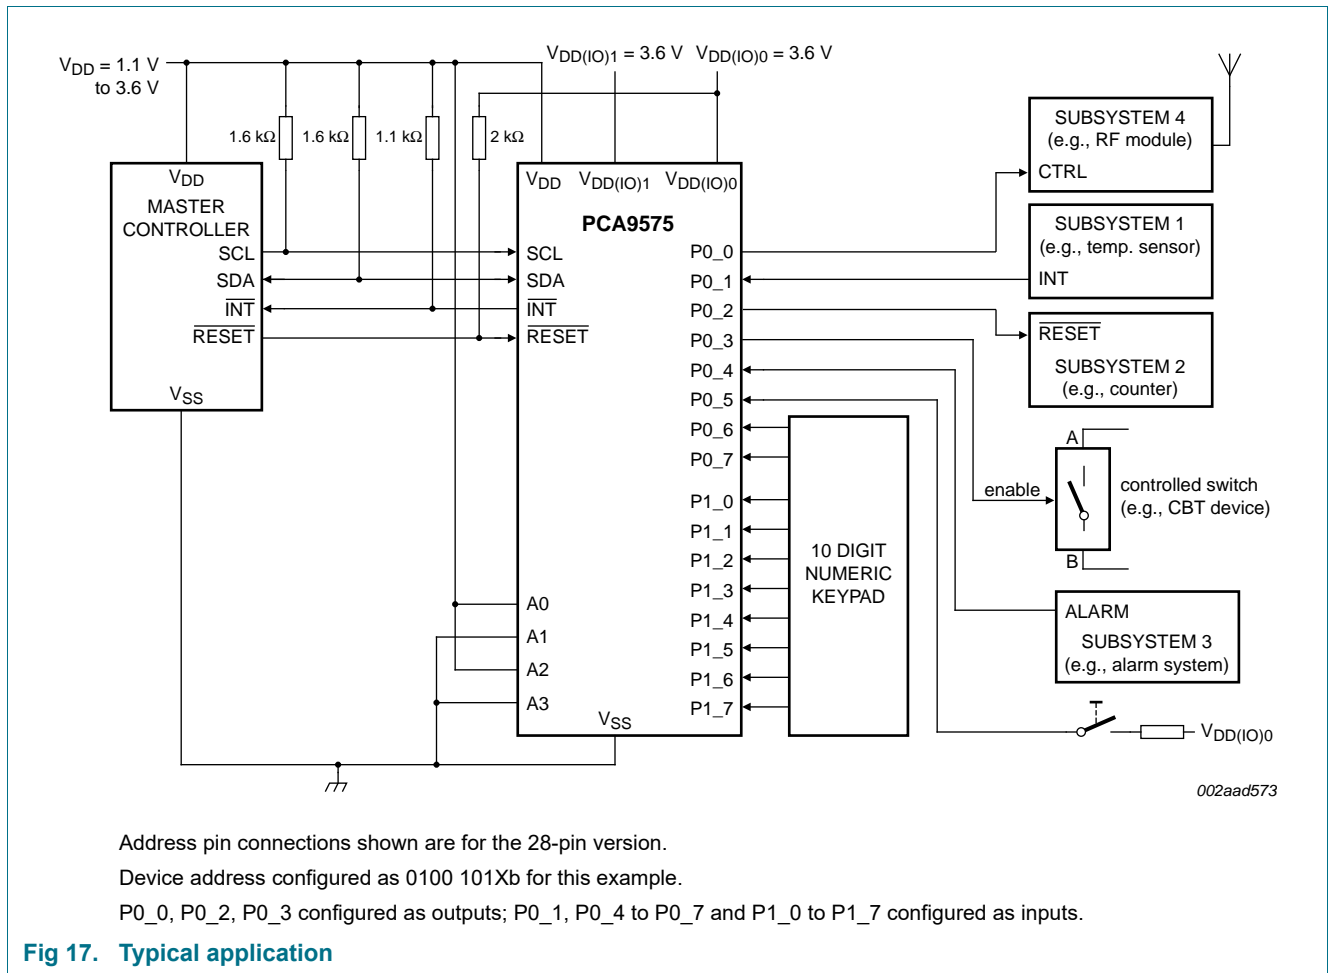 VDD = 1.1 V
to 3.6 V
VDD(IO)1 = 3.6 V
VDD(IO)0 = 3.6 V
1.6 kΩ
1.6 kΩ
1.1 kΩ
2 kΩ
VDD
MASTER
CONTROLLER
SCL
SDA
INT
RESET
VSS
VDD
VDD(IO)1
VDD(IO)0
PCA9575
SCL
SDA
INT
RESET
A0
A1
A2
A3
VSS
P0_0
P0_1
P0_2
P0_3
P0_4
P0_5
P0_6
P0_7
P1_0
P1_1
P1_2
P1_3
P1_4
P1_5
P1_6
P1_7
10 DIGIT
NUMERIC
KEYPAD
SUBSYSTEM 4
(e.g., RF module)
CTRL
SUBSYSTEM 1
(e.g., temp. sensor)
INT
RESET
SUBSYSTEM 2
(e.g., counter)
A
enable
B
controlled switch
(e.g., CBT device)
ALARM
SUBSYSTEM 3
(e.g., alarm system)
VDD(IO)0
002aad573
Address pin connections shown are for the 28-pin version.
Device address configured as 0100 101Xb for this example.
P0_0, P0_2, P0_3 configured as outputs; P0_1, P0_4 to P0_7 and P1_0 to P1_7 configured as inputs.
Fig 17. Typical application